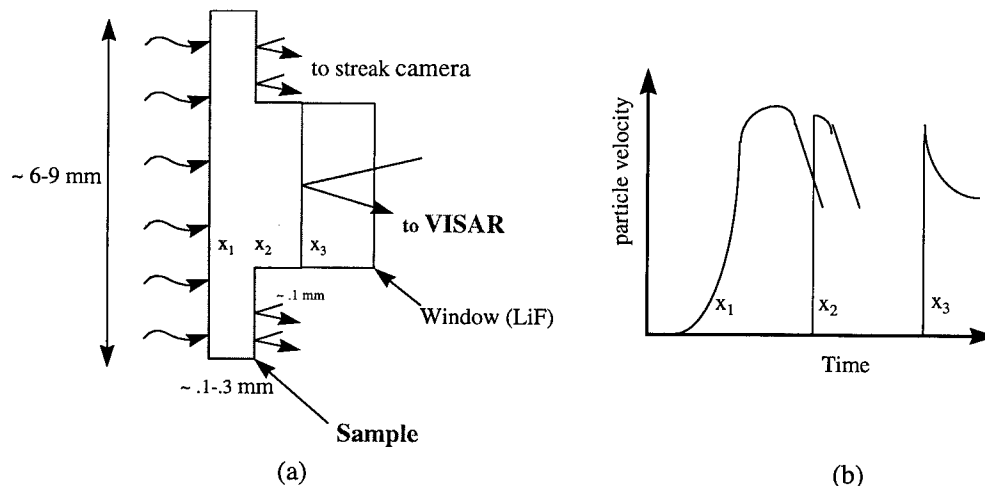 to streak camera
~ 6-9 mm
to VISAR
x1 x2 x3
~ .1 mm
Window (LiF)
~ .1-.3 mm
Sample
(a)
particle velocity
x1 x2 x3
Time
(b)